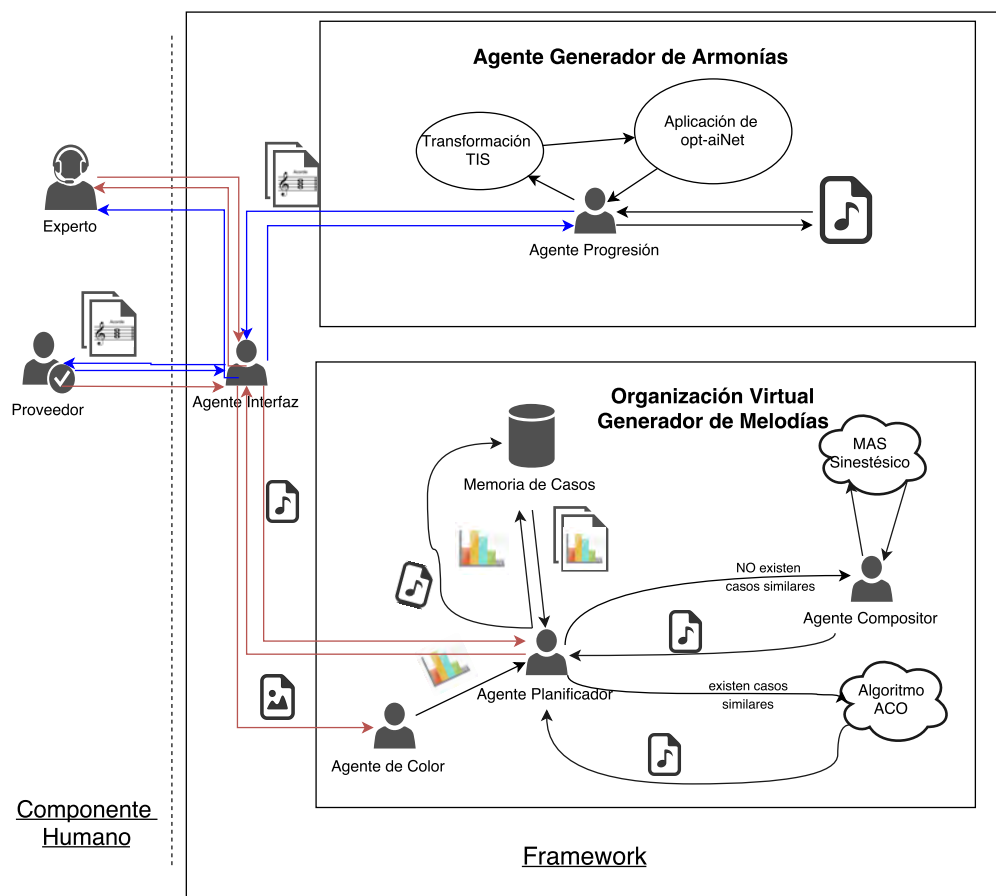 Agente Generador de Armonías
Transformación
TIS
Aplicación de
opt-aiNet
Experto
Agente Progresión
Proveedor
Agente Interfaz
Organización Virtual
Generador de Melodías
MAS
Sinestésico
Memoria de Casos
NO existen
casos similares
Agente Compositor
Agente Planificador
existen casos
similares
Algoritmo
ACO
Agente de Color
Componente
Humano
Framework